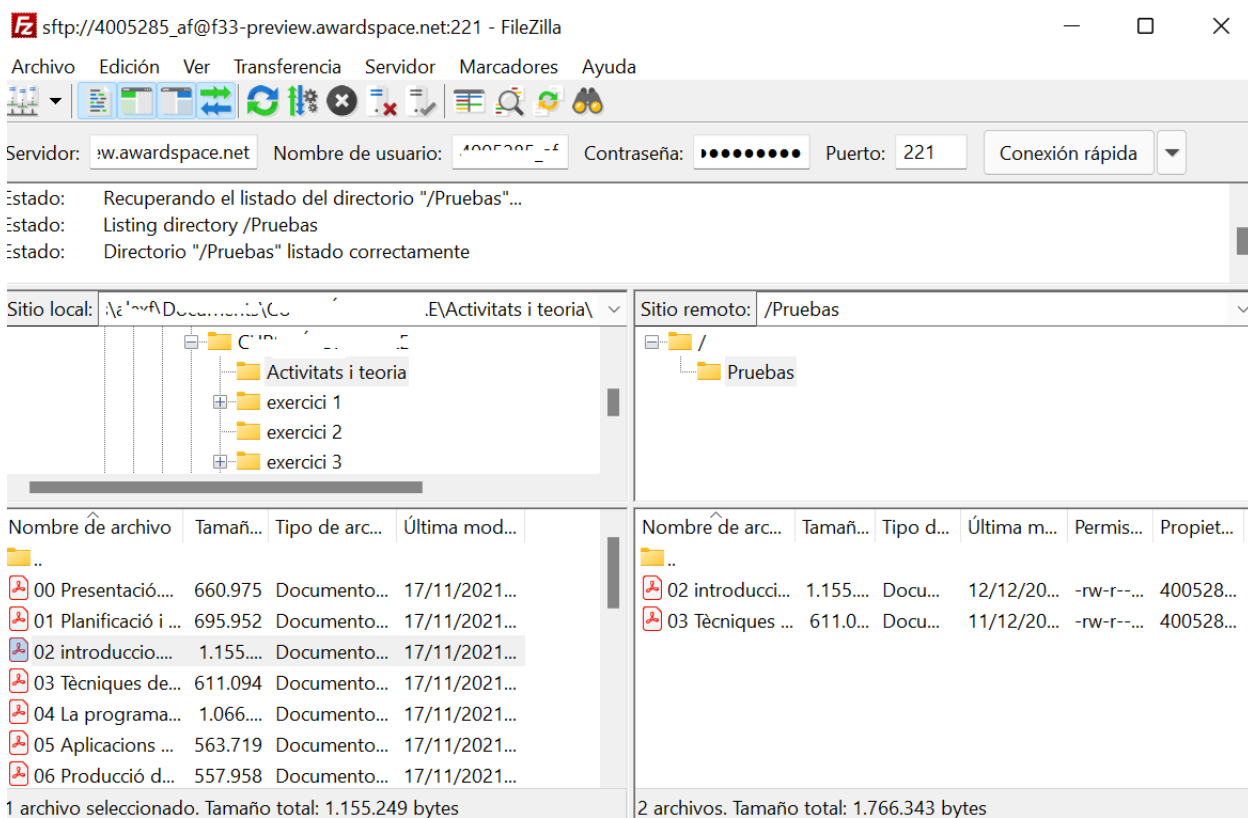 sftp://4005285_af@f33-preview.awardspace.net:221 - FileZilla
Archivo Edición Ver Transferencia Servidor Marcadores Ayuda
Servidor: ew.awardspace.net Nombre de usuario: 4005285_af Contraseña: ●●●●●●●●● Puerto: 221 Conexión rápida
Estado: Recuperando el listado del directorio "/Pruebas"...
Estado: Listing directory /Pruebas
Estado: Directorio "/Pruebas" listado correctamente
Sitio local: E\Activitats i teoria\ Sitio remoto: /Pruebas
/
Activitats i teoria
Pruebas
exercici 1
exercici 2
exercici 3
Nombre de archivo Tamañ... Tipo de arc... Última mod... Nombre de arc... Tamañ... Tipo d... Última m... Permis... Propiet...
.. ..
00 Presentació.... 660.975 Documento... 17/11/2021... 02 introducci... 1.155.... Docu... 12/12/20... -rw-r--... 400528...
01 Planificació i ... 695.952 Documento... 17/11/2021... 03 Tècniques ... 611.0... Docu... 11/12/20... -rw-r--... 400528...
02 introduccio.... 1.155.... Documento... 17/11/2021...
03 Tècniques de... 611.094 Documento... 17/11/2021...
04 La programa... 1.066.... Documento... 17/11/2021...
05 Aplicacions ... 563.719 Documento... 17/11/2021...
06 Producció d... 557.958 Documento... 17/11/2021...
1 archivo seleccionado. Tamaño total: 1.155.249 bytes 2 archivos. Tamaño total: 1.766.343 bytes